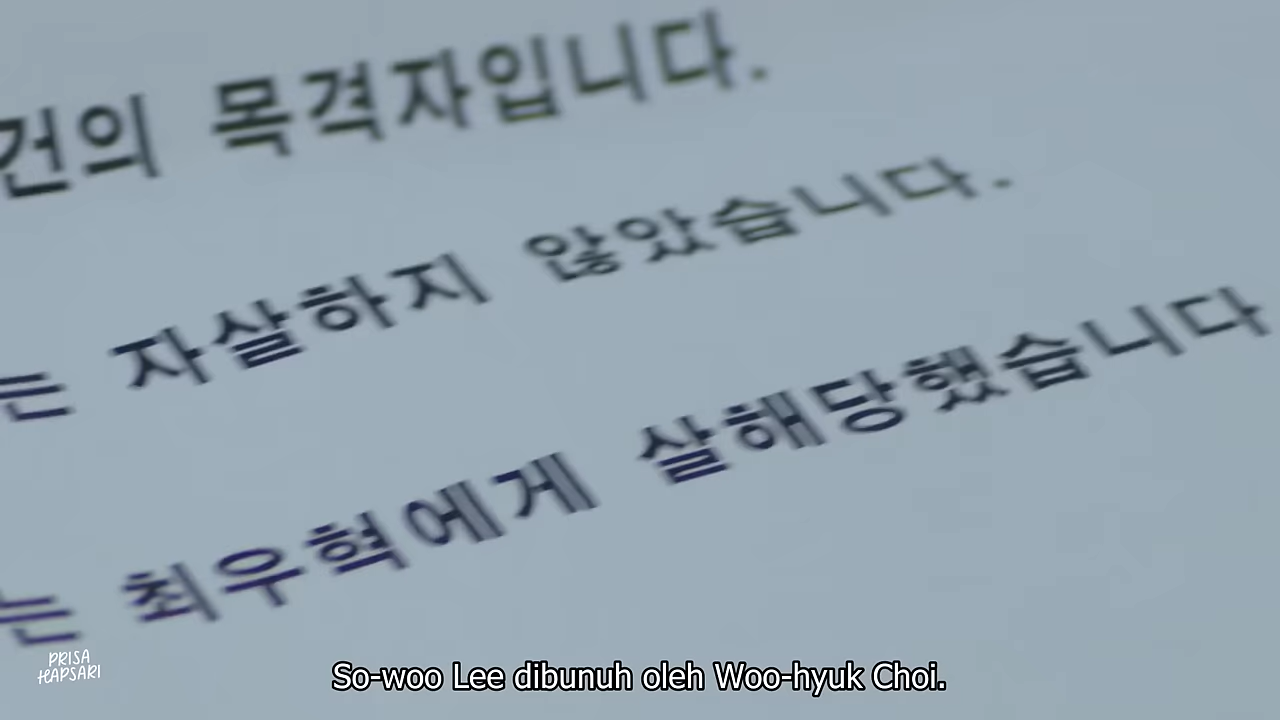 건의 목격자입니다.
는 자살하지 않았습니다.
는 최우혁에게 살해당했습니다
PRISA
HAPSARI
So-woo Lee dibunuh oleh Woo-hyuk Choi.